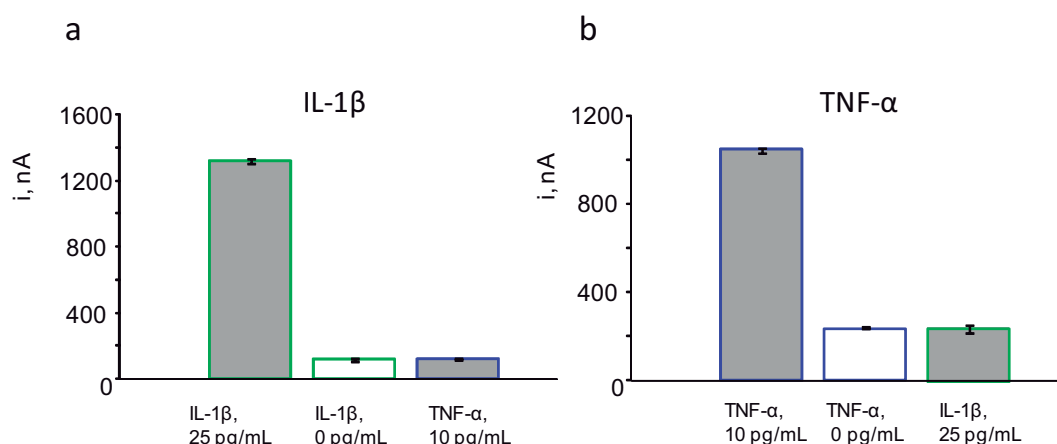 a
b
IL-1β
TNF-α
i, nA
1600
1200
800
400
0
i, nA
1200
800
400
0
IL-1β,
25 pg/mL
IL-1β,
0 pg/mL
TNF-α,
10 pg/mL
TNF-α,
10 pg/mL
TNF-α,
0 pg/mL
IL-1β,
25 pg/mL